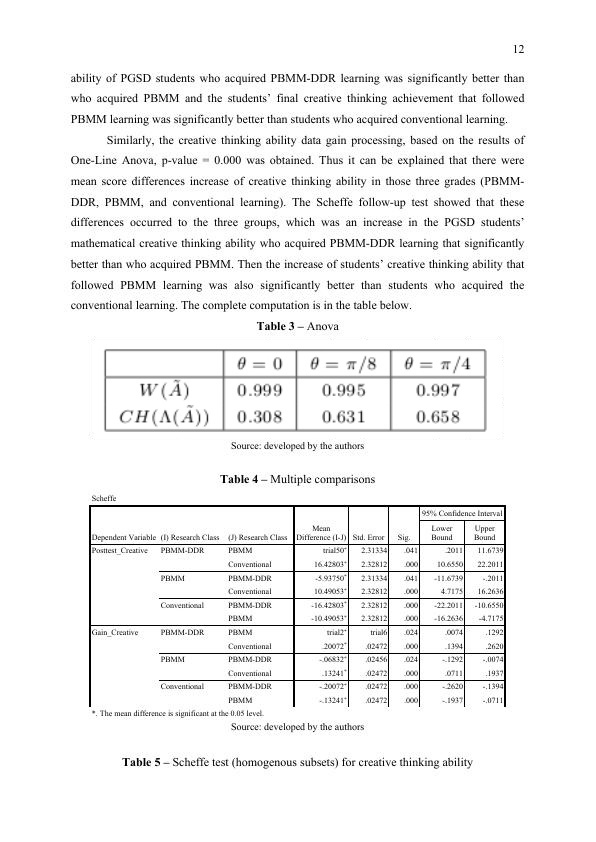 12
ability of PGSD students who acquired PBMM-DDR learning was significantly better than
who acquired PBMM and the students' final creative thinking achievement that followed
PBMM learning was significantly better than students who acquired conventional learning.
Similarly, the creative thinking ability data gain processing, based on the results of
One-Line Anova, p-value = 0.000 was obtained. Thus it can be explained that there were
mean score differences increase of creative thinking ability in those three grades (PBMM-
DDR, PBMM, and conventional learning). The Scheffe follow-up test showed that these
differences occurred to the three groups, which was an increase in the PGSD students'
mathematical creative thinking ability who acquired PBMM-DDR learning that significantly
better than who acquired PBMM. Then the increase of students' creative thinking ability that
followed PBMM learning was also significantly better than students who acquired the
conventional learning. The complete computation is in the table below.
Table 3 – Anova
θ = 0 θ = π/8 θ = π/4
W(Ã) 0.999 0.995 0.997
CH(Λ(Ã)) 0.308 0.631 0.658
Source: developed by the authors
Table 4 – Multiple comparisons
Scheffe
95% Confidence Interval
Dependent Variable (I) Research Class (J) Research Class Mean Difference (I-J) Std. Error Sig. Lower Bound Upper Bound
Posttest_Creative PBMM-DDR PBMM trial50* 2.31334 .041 .2011 11.6739
Conventional 16.42803* 2.32812 .000 10.6550 22.2011
PBMM PBMM-DDR -5.93750* 2.31334 .041 -11.6739 -.2011
Conventional 10.49053* 2.32812 .000 4.7175 16.2636
Conventional PBMM-DDR -16.42803* 2.32812 .000 -22.2011 -10.6550
PBMM -10.49053* 2.32812 .000 -16.2636 -4.7175
Gain_Creative PBMM-DDR PBMM trial2* trial6 .024 .0074 .1292
Conventional .20072* .02472 .000 .1394 .2620
PBMM PBMM-DDR -.06832* .02456 .024 -.1292 -.0074
Conventional .13241* .02472 .000 .0711 .1937
Conventional PBMM-DDR -.20072* .02472 .000 -.2620 -.1394
PBMM -.13241* .02472 .000 -.1937 -.0711
*. The mean difference is significant at the 0.05 level.
Source: developed by the authors
Table 5 – Scheffe test (homogenous subsets) for creative thinking ability